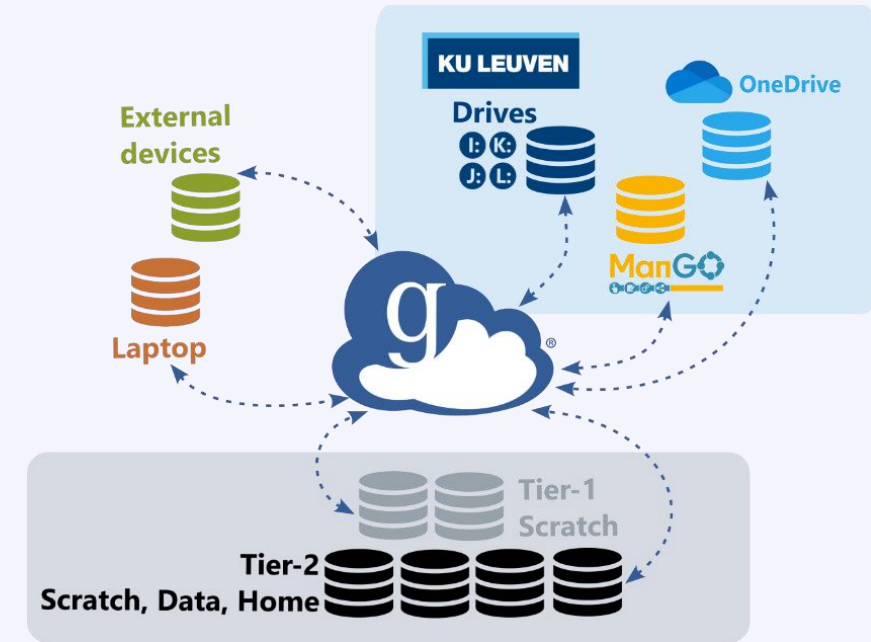 KU LEUVEN
Drives
I: K:
J: L:
OneDrive
External
devices
ManGO
Laptop
g
®
Tier-1
Scratch
Tier-2
Scratch, Data, Home